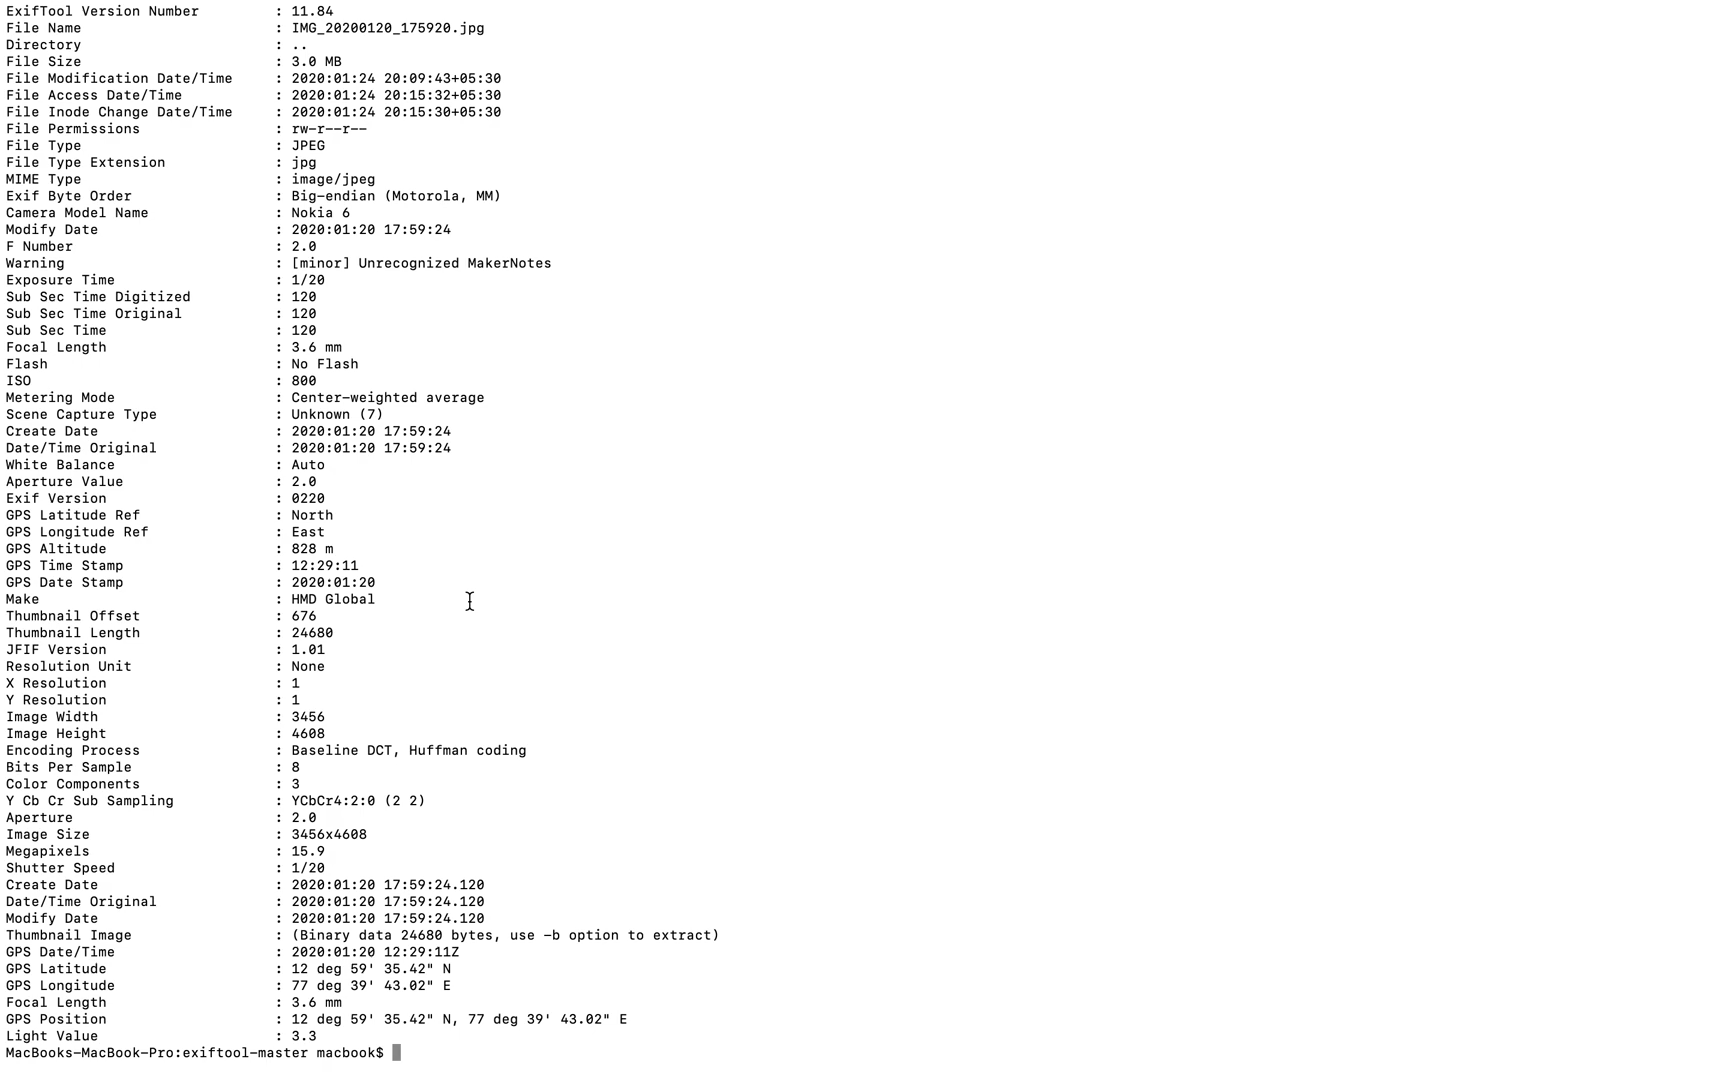 ExifTool Version Number : 11.84
File Name : IMG_20200120_175920.jpg
Directory : ..
File Size : 3.0 MB
File Modification Date/Time : 2020:01:24 20:09:43+05:30
File Access Date/Time : 2020:01:24 20:15:32+05:30
File Inode Change Date/Time : 2020:01:24 20:15:30+05:30
File Permissions : rw-r--r--
File Type : JPEG
File Type Extension : jpg
MIME Type : image/jpeg
Exif Byte Order : Big-endian (Motorola, MM)
Camera Model Name : Nokia 6
Modify Date : 2020:01:20 17:59:24
F Number : 2.0
Warning : [minor] Unrecognized MakerNotes
Exposure Time : 1/20
Sub Sec Time Digitized : 120
Sub Sec Time Original : 120
Sub Sec Time : 120
Focal Length : 3.6 mm
Flash : No Flash
ISO : 800
Metering Mode : Center-weighted average
Scene Capture Type : Unknown (7)
Create Date : 2020:01:20 17:59:24
Date/Time Original : 2020:01:20 17:59:24
White Balance : Auto
Aperture Value : 2.0
Exif Version : 0220
GPS Latitude Ref : North
GPS Longitude Ref : East
GPS Altitude : 828 m
GPS Time Stamp : 12:29:11
GPS Date Stamp : 2020:01:20
Make : HMD Global
Thumbnail Offset : 676
Thumbnail Length : 24680
JFIF Version : 1.01
Resolution Unit : None
X Resolution : 1
Y Resolution : 1
Image Width : 3456
Image Height : 4608
Encoding Process : Baseline DCT, Huffman coding
Bits Per Sample : 8
Color Components : 3
Y Cb Cr Sub Sampling : YCbCr4:2:0 (2 2)
Aperture : 2.0
Image Size : 3456x4608
Megapixels : 15.9
Shutter Speed : 1/20
Create Date : 2020:01:20 17:59:24.120
Date/Time Original : 2020:01:20 17:59:24.120
Modify Date : 2020:01:20 17:59:24.120
Thumbnail Image : (Binary data 24680 bytes, use -b option to extract)
GPS Date/Time : 2020:01:20 12:29:11Z
GPS Latitude : 12 deg 59' 35.42" N
GPS Longitude : 77 deg 39' 43.02" E
Focal Length : 3.6 mm
GPS Position : 12 deg 59' 35.42" N, 77 deg 39' 43.02" E
Light Value : 3.3
MacBooks-MacBook-Pro:exiftool-master macbook$